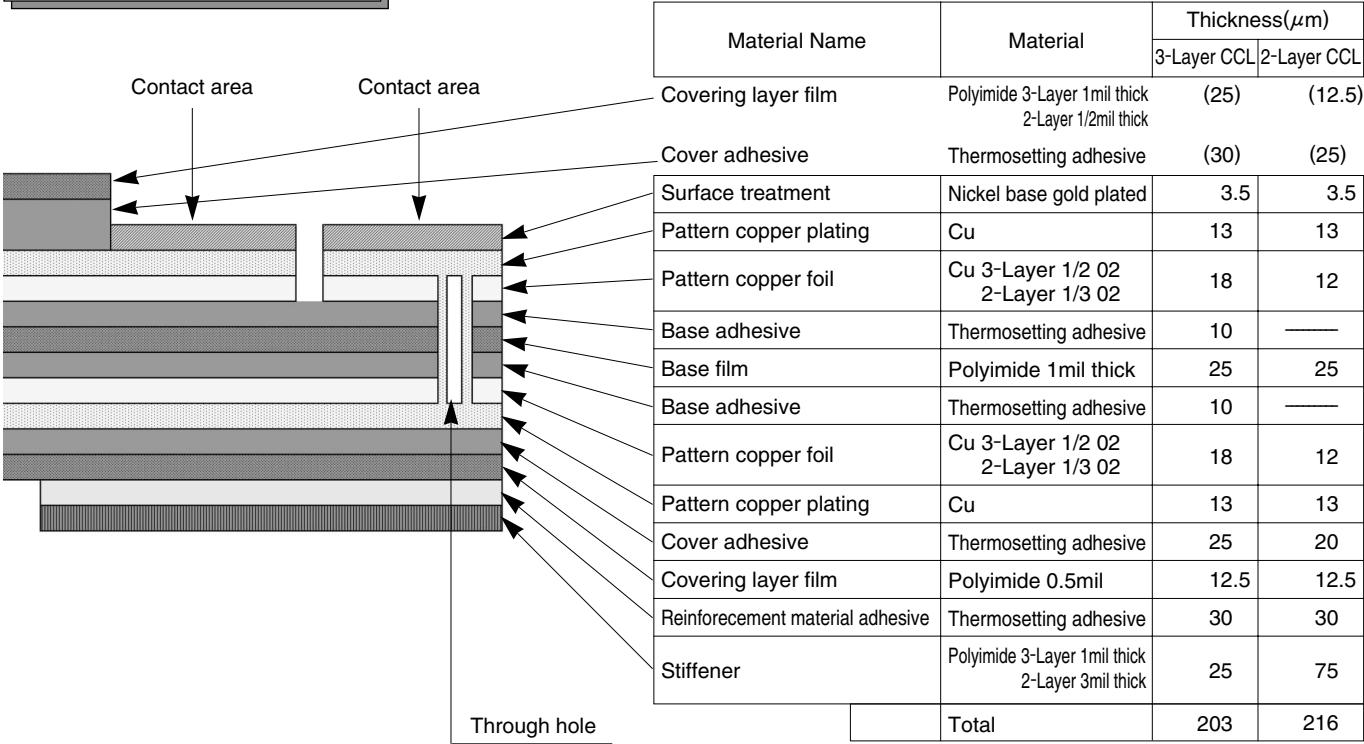 Material Name
Material
Thickness(μm)
3-Layer CCL 2-Layer CCL
Contact area
Contact area
Covering layer film Polyimide 3-Layer 1mil thick (25) (12.5)
2-Layer 1/2mil thick
Cover adhesive Thermosetting adhesive (30) (25)
Surface treatment Nickel base gold plated 3.5 3.5
Pattern copper plating Cu 13 13
Pattern copper foil Cu 3-Layer 1/2 02 18 12
2-Layer 1/3 02
Base adhesive Thermosetting adhesive 10 ———
Base film Polyimide 1mil thick 25 25
Base adhesive Thermosetting adhesive 10 ———
Pattern copper foil Cu 3-Layer 1/2 02 18 12
2-Layer 1/3 02
Pattern copper plating Cu 13 13
Cover adhesive Thermosetting adhesive 25 20
Covering layer film Polyimide 0.5mil 12.5 12.5
Reinforecement material adhesive Thermosetting adhesive 30 30
Stiffener Polyimide 3-Layer 1mil thick 25 75
2-Layer 3mil thick
Through hole
Total 203 216